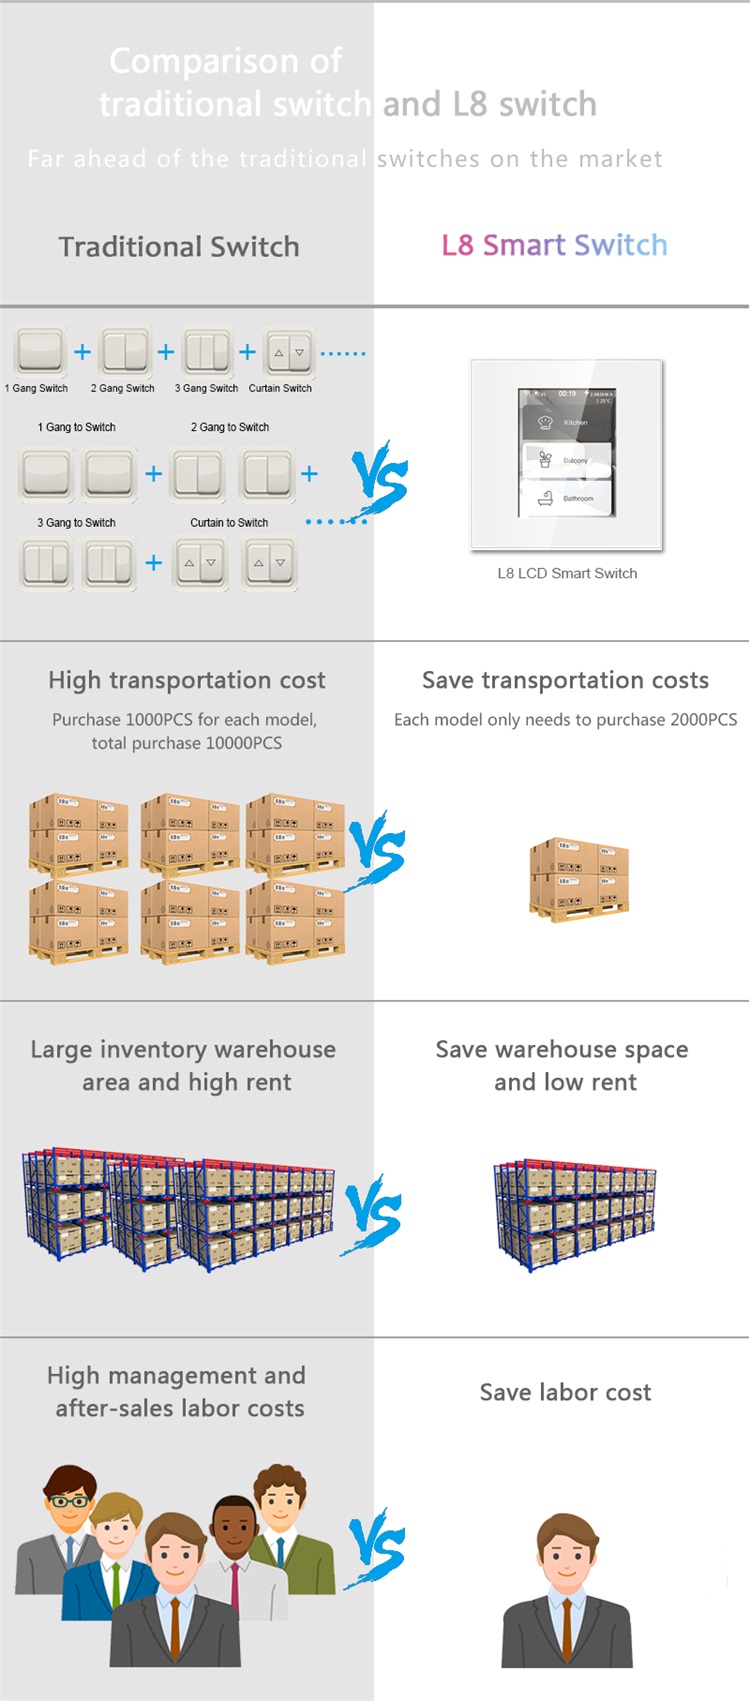 Comparison of
traditional switch and L8 switch
Far ahead of the traditional switches on the market
Traditional Switch
L8 Smart Switch
1 Gang Switch
2 Gang Switch
3 Gang Switch
Curtain Switch
1 Gang to Switch
2 Gang to Switch
3 Gang to Switch
Curtain to Switch
VS
00:19
25°C
Kitchen
Balcony
Bathroom
L8 LCD Smart Switch
High transportation cost
Purchase 1000PCS for each model,
total purchase 10000PCS
VS
Save transportation costs
Each model only needs to purchase 2000PCS
Large inventory warehouse
area and high rent
VS
Save warehouse space
and low rent
High management and
after-sales labor costs
VS
Save labor cost